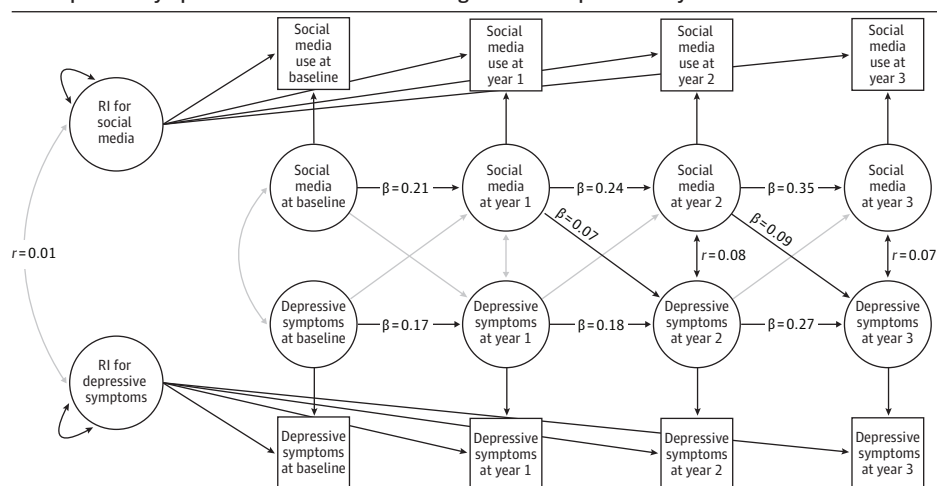 Social
media
use at
baseline
Social
media
use at
year 1
Social
media
use at
year 2
Social
media
use at
year 3
RI for
social
media
Social
media
at baseline
β=0.21
Social
media
at year 1
β=0.24
Social
media
at year 2
β=0.35
Social
media
at year 3
β=0.07
β=0.09
r=0.01
r=0.08
r=0.07
Depressive
symptoms
at baseline
β=0.17
Depressive
symptoms
at year 1
β=0.18
Depressive
symptoms
at year 2
β=0.27
Depressive
symptoms
at year 3
RI for
depressive
symptoms
Depressive
symptoms
at baseline
Depressive
symptoms
at year 1
Depressive
symptoms
at year 2
Depressive
symptoms
at year 3